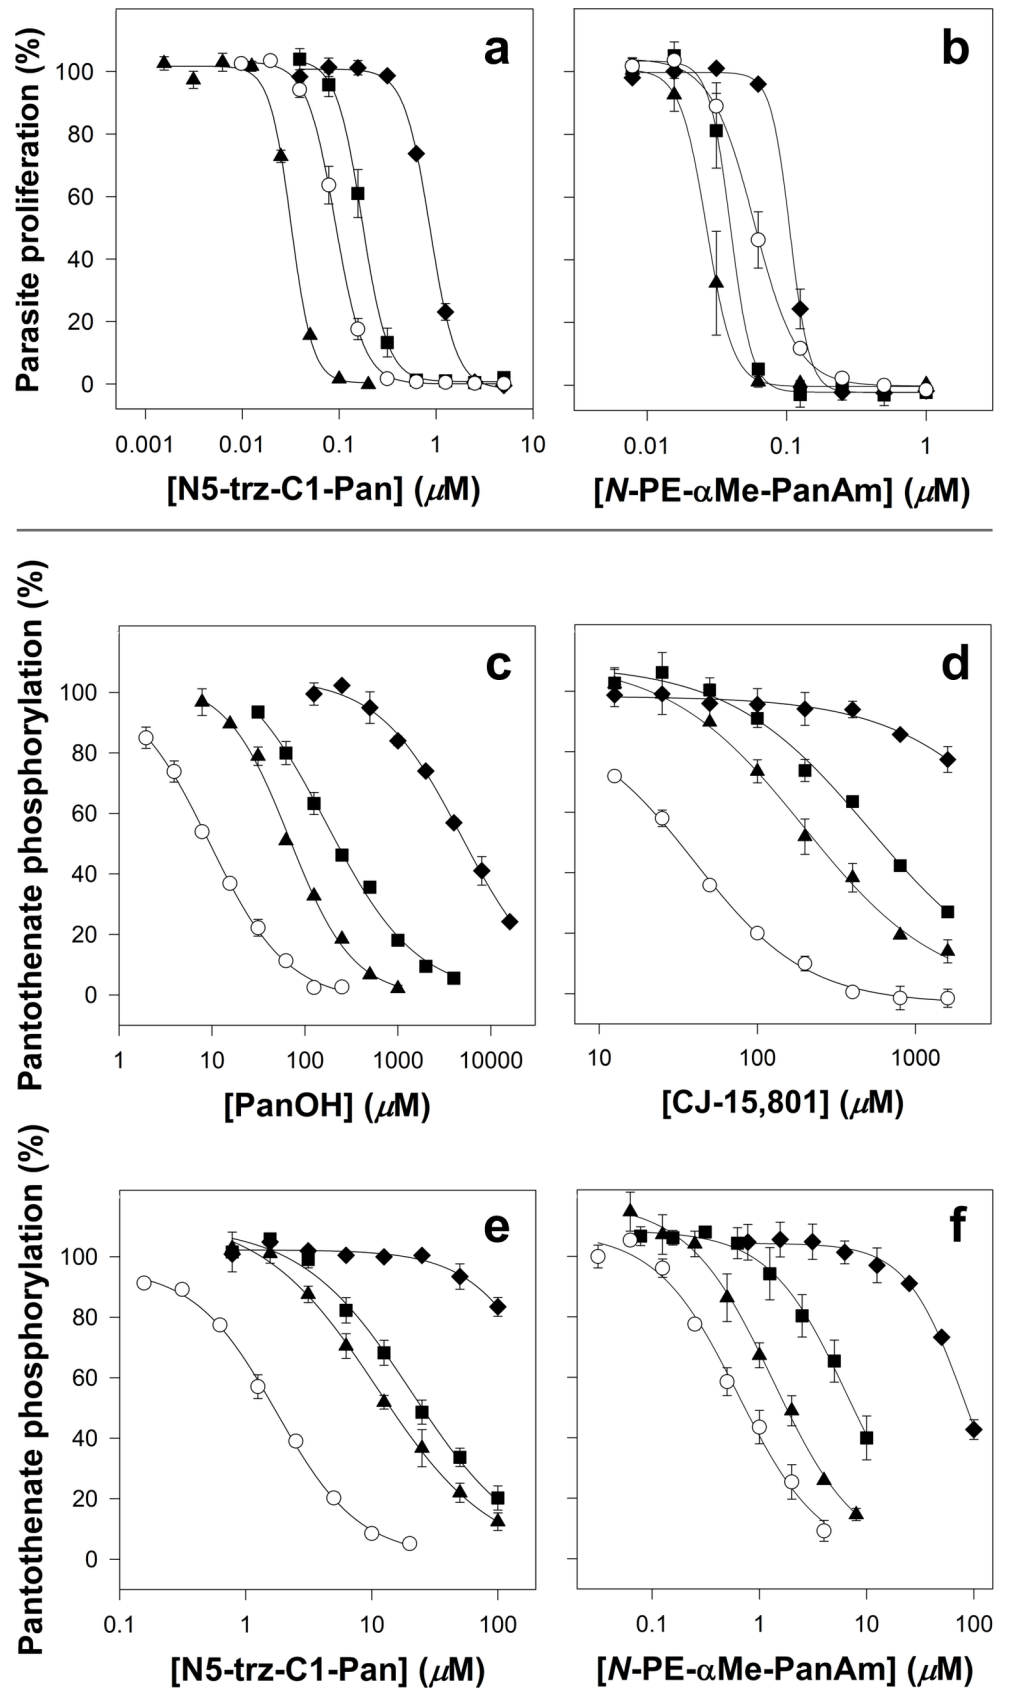 Parasite proliferation (%)
100
80
60
40
20
0
a
0.001 0.01 0.1 1 10
[N5-trz-C1-Pan] (μM)
b
0.01 0.1 1
[N-PE-αMe-PanAm] (μM)
Pantothenate phosphorylation (%)
100
80
60
40
20
0
c
1 10 100 1000 10000
[PanOH] (μM)
d
10 100 1000
[CJ-15,801] (μM)
Pantothenate phosphorylation (%)
100
80
60
40
20
0
e
0.1 1 10 100
[N5-trz-C1-Pan] (μM)
f
0.1 1 10 100
[N-PE-αMe-PanAm] (μM)